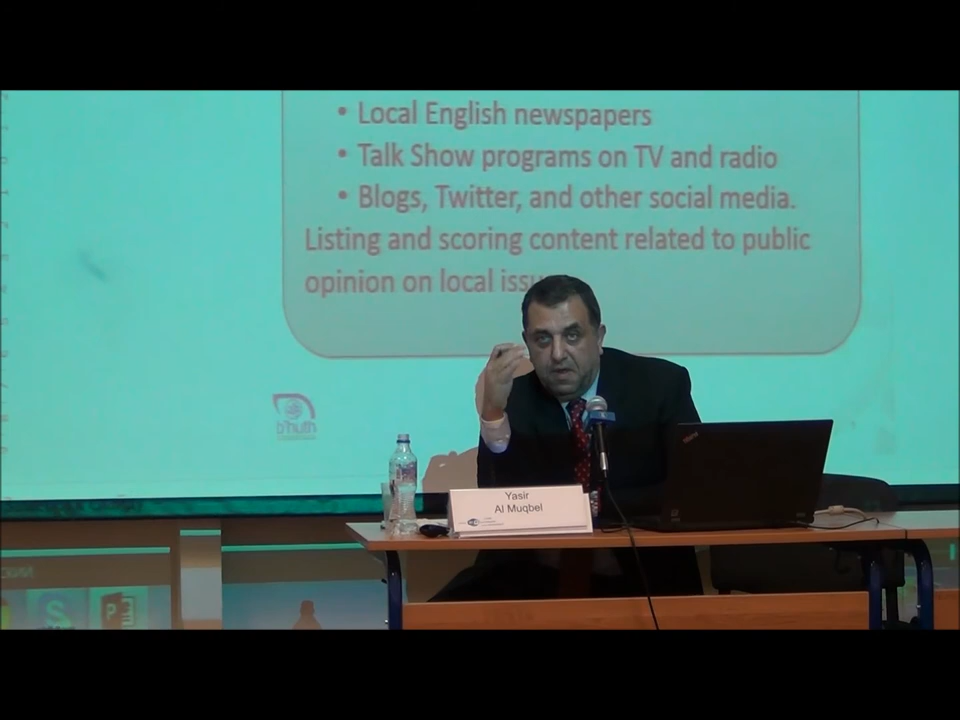 • Local English newspapers
• Talk Show programs on TV and radio
• Blogs, Twitter, and other social media.
Listing and scoring content related to public
opinion on local
b'huth
Yasir
Al Muqbel